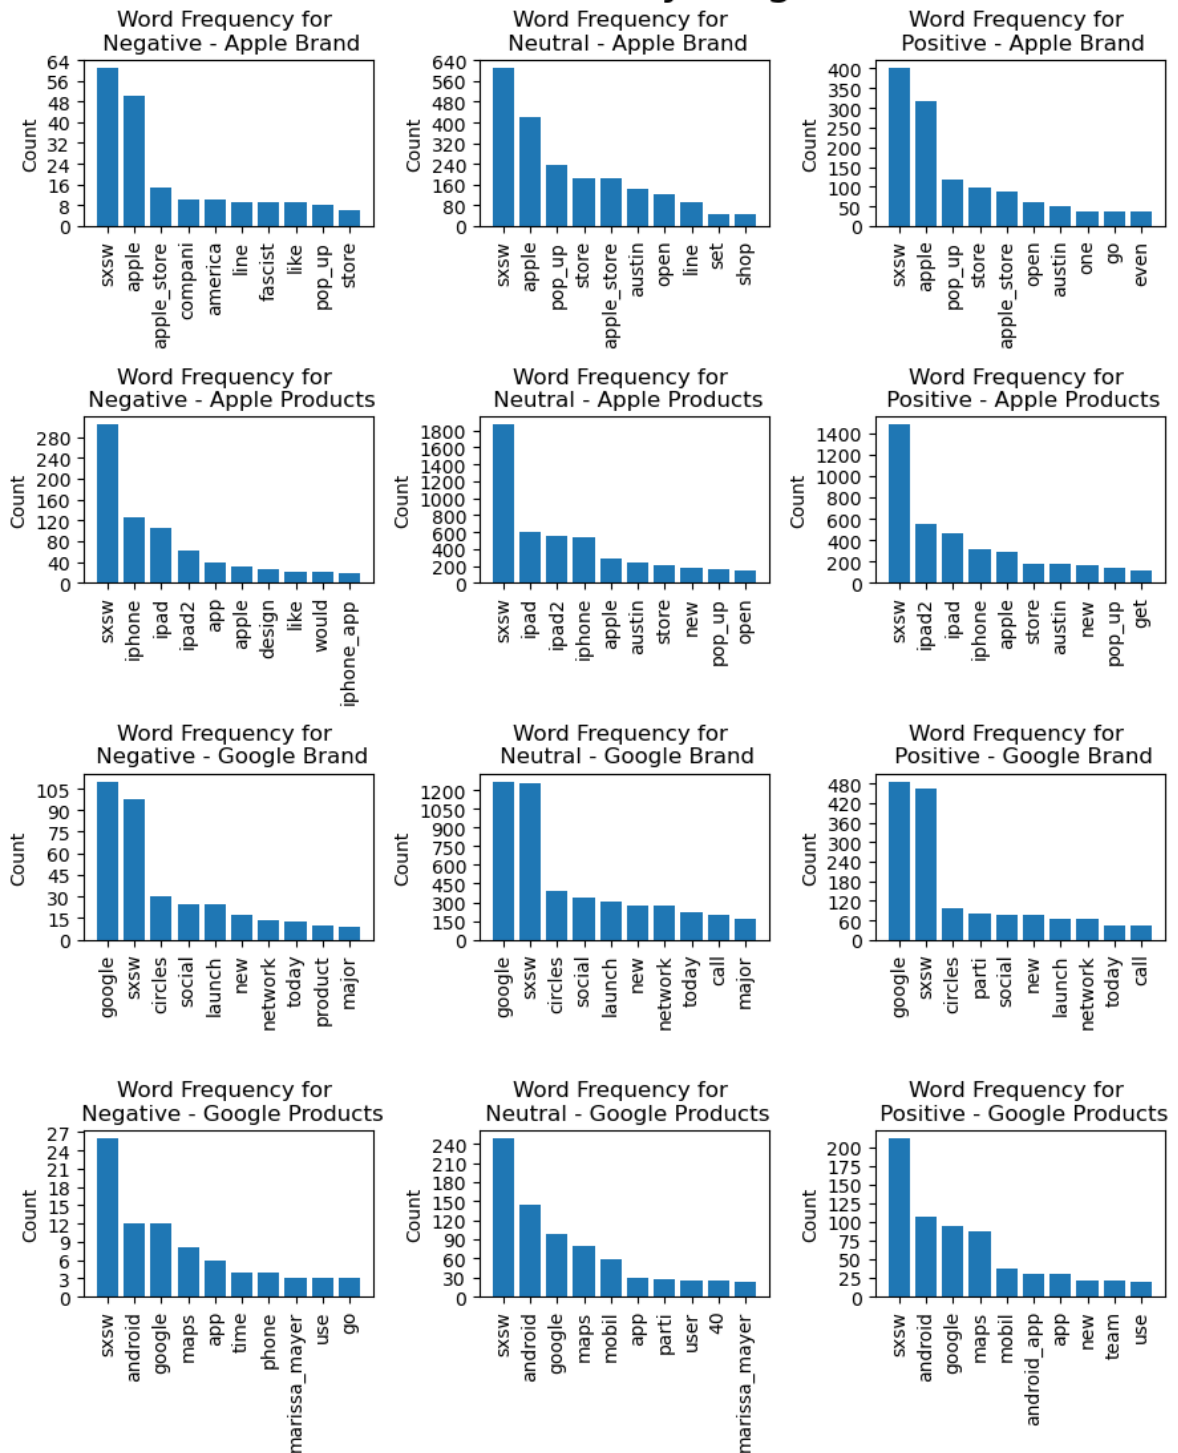 Word Frequency for
Negative - Apple Brand
Count
64
56
48
40
32
24
16
8
0
sxsw
apple
apple_store
compani
america
line
fascist
like
pop_up
store
Word Frequency for
Neutral - Apple Brand
Count
640
560
480
400
320
240
160
80
0
sxsw
apple
pop_up
store
apple_store
austin
open
line
set
shop
Word Frequency for
Positive - Apple Brand
Count
400
350
300
250
200
150
100
50
0
sxsw
apple
pop_up
store
apple_store
open
austin
one
go
even
Word Frequency for
Negative - Apple Products
Count
280
240
200
160
120
80
40
0
sxsw
iphone
ipad
ipad2
app
apple
design
like
would
iphone_app
Word Frequency for
Neutral - Apple Products
Count
1800
1600
1400
1200
1000
800
600
400
200
0
sxsw
ipad
ipad2
iphone
apple
austin
store
new
pop_up
open
Word Frequency for
Positive - Apple Products
Count
1400
1200
1000
800
600
400
200
0
sxsw
ipad2
ipad
iphone
apple
store
austin
new
pop_up
get
Word Frequency for
Negative - Google Brand
Count
105
90
75
60
45
30
15
0
google
sxsw
circles
social
launch
new
network
today
product
major
Word Frequency for
Neutral - Google Brand
Count
1200
1050
900
750
600
450
300
150
0
google
sxsw
circles
social
launch
new
network
today
call
major
Word Frequency for
Positive - Google Brand
Count
480
420
360
300
240
180
120
60
0
google
sxsw
circles
parti
social
new
launch
network
today
call
Word Frequency for
Negative - Google Products
Count
27
24
21
18
15
12
9
6
3
0
sxsw
android
google
maps
app
time
phone
marissa_mayer
use
go
Word Frequency for
Neutral - Google Products
Count
240
210
180
150
120
90
60
30
0
sxsw
android
google
maps
mobil
app
parti
user
40
marissa_mayer
Word Frequency for
Positive - Google Products
Count
200
175
150
125
100
75
50
25
0
sxsw
android
google
maps
mobil
android_app
app
new
team
use